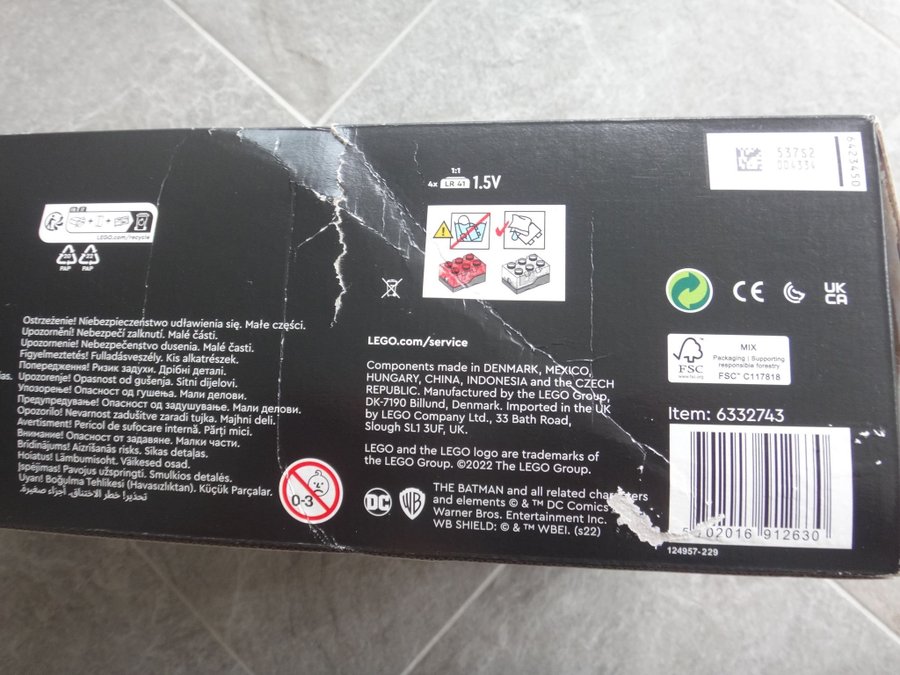 LEGO.com/recycle
20
PAP
22
PAP
1:1
4x LR 41 1.5V
537S2
004334
6423450
CE
UK
CA
Ostrzeżenie! Niebezpieczeństwo udławienia się. Małe części.
Upozornění! Nebezpečí zalknutí. Malé části.
Upozornenie! Nebezpečenstvo dusenia. Malé časti.
Figyelmeztetés! Fulladásveszély. Kis alkatrészek.
Попередження! Ризик задухи. Дрібні деталі.
Upozorenje! Opasnost od gušenja. Sitni dijelovi.
Упозорење! Опасност од гушења. Мали делови.
Предупредување! Опасност од задушување. Мали делови.
Opozorilo! Nevarnost zadušitve zaradi tujka. Majhni deli.
Avertisment! Pericol de sufocare internă. Părți mici.
Внимание! Опасност от задавяне. Малки части.
Brīdinājums! Aizrīšanās risks. Sīkas detaļas.
Hoiatus! Lämbumisoht. Väikesed osad.
Įspėjimas! Pavojus užspringti. Smulkios detalės.
Uyarı! Boğulma Tehlikesi (Havasızlıktan). Küçük Parçalar.
تحذير! خطر الاختناق. أجزاء صغيرة.
0-3
LEGO.com/service
Components made in DENMARK, MEXICO,
HUNGARY, CHINA, INDONESIA and the CZECH
REPUBLIC. Manufactured by the LEGO Group,
DK-7190 Billund, Denmark. Imported in the UK
by LEGO Company Ltd., 33 Bath Road,
Slough SL1 3UF, UK.
LEGO and the LEGO logo are trademarks of
the LEGO Group. ©2022 The LEGO Group.
DC
WB
THE BATMAN and all related characters
and elements © & ™ DC Comics
Warner Bros. Entertainment Inc.
WB SHIELD: © & ™ WBEI. (s22)
FSC
www.fsc.org
MIX
Packaging | Supporting
responsible forestry
FSC™ C117818
Item: 6332743
5 702016 912630
124957-229